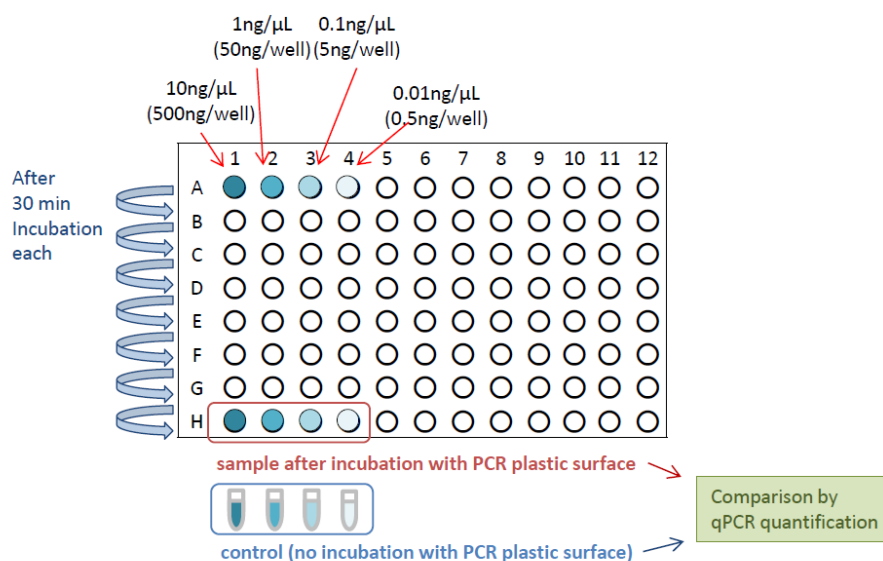 1ng/µL
(50ng/well)
0.1ng/µL
(5ng/well)
10ng/µL
(500ng/well)
0.01ng/µL
(0.5ng/well)
1 2 3 4 5 6 7 8 9 10 11 12
After
30 min
Incubation
each
A
B
C
D
E
F
G
H
sample after incubation with PCR plastic surface
control (no incubation with PCR plastic surface)
Comparison by
qPCR quantification